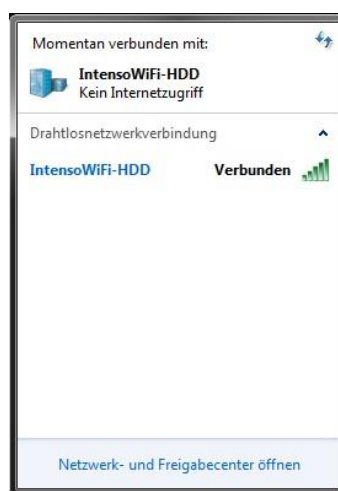 Momentan verbunden mit:
IntensoWiFi-HDD
Kein Internetzugriff
Drahtlosnetzwerkverbindung
IntensoWiFi-HDD Verbunden
Netzwerk- und Freigabecenter öffnen